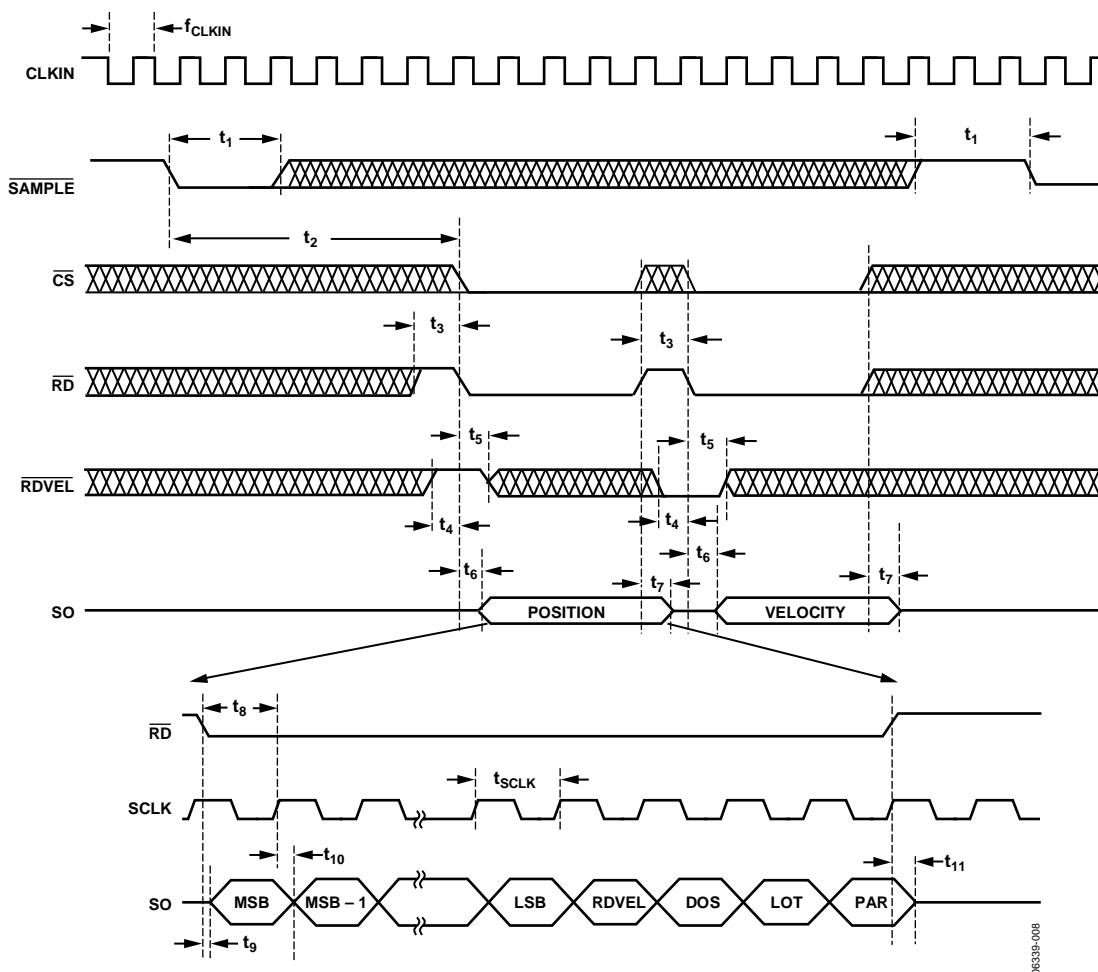 fCLKIN
CLKIN
t1 t1
SAMPLE
t2
CS
t3 t3
RD
t5 t5
RDVEL
t4 t4
t6 t6
t7 t7
SO POSITION VELOCITY
t8
RD
tSCLK
SCLK
t10 t11
SO MSB MSB – 1 LSB RDVEL DOS LOT PAR
t9
06339-008